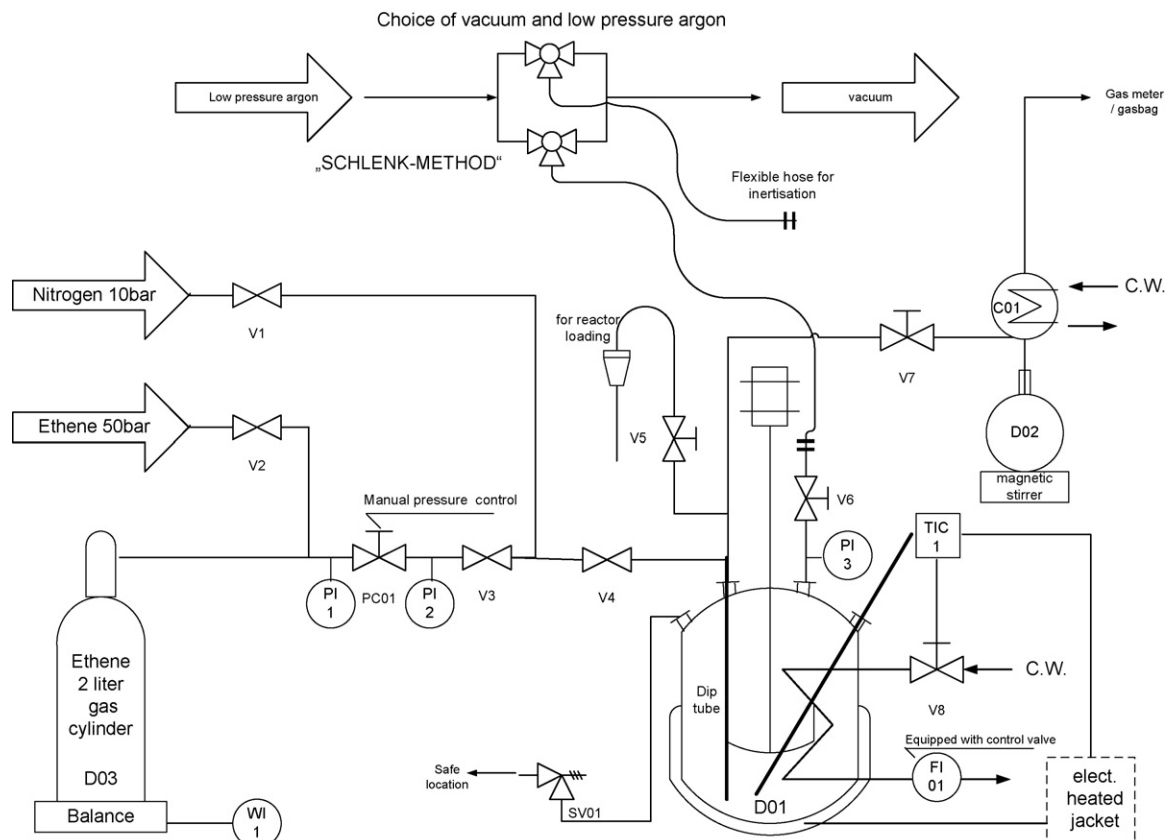 Choice of vacuum and low pressure argon
Low pressure argon
vacuum
Gas meter
/ gasbag
„SCHLENK-METHOD“
Flexible hose for
inertisation
Nitrogen 10bar
V1
for reactor
loading
C01
C.W.
V7
Ethene 50bar
V2
V5
D02
magnetic
stirrer
Manual pressure control
V6
TIC
1
PI
1
PC01
PI
2
V3
V4
PI
3
Ethene
2 liter
gas
cylinder
D03
Balance
WI
1
Dip
tube
C.W.
V8
Equipped with control valve
FI
01
Safe
location
SV01
D01
elect.
heated
jacket